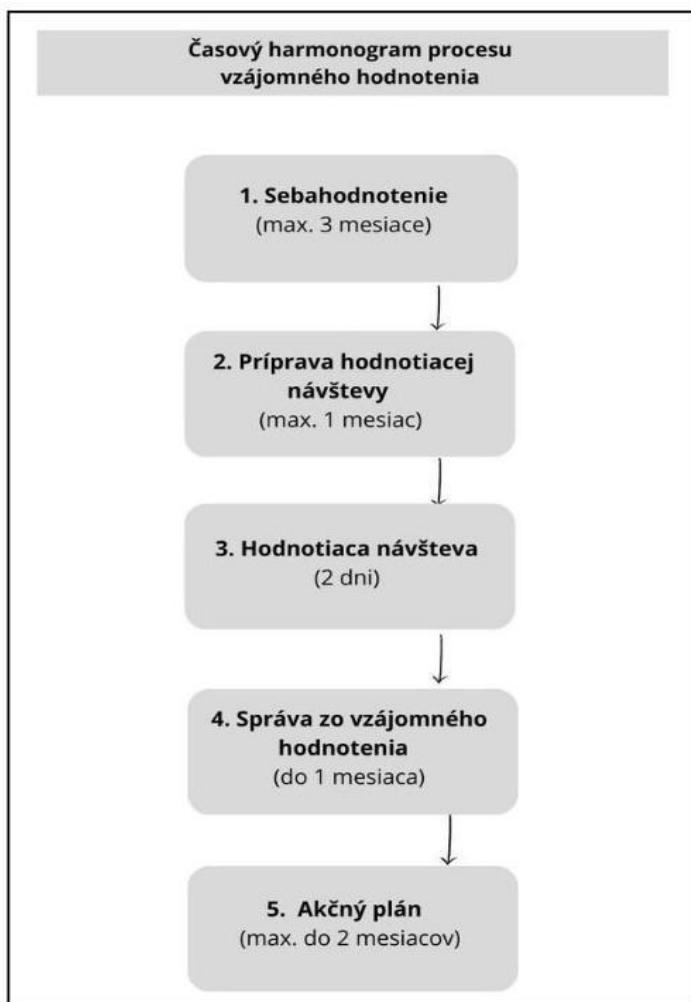 Časový harmonogram procesu
vzájomného hodnotenia
1. Sebahodnotenie
(max. 3 mesiace)
2. Príprava hodnotiacej
návštevy
(max. 1 mesiac)
3. Hodnotiaca návšteva
(2 dni)
4. Správa zo vzájomného
hodnotenia
(do 1 mesiaca)
5. Akčný plán
(max. do 2 mesiacov)